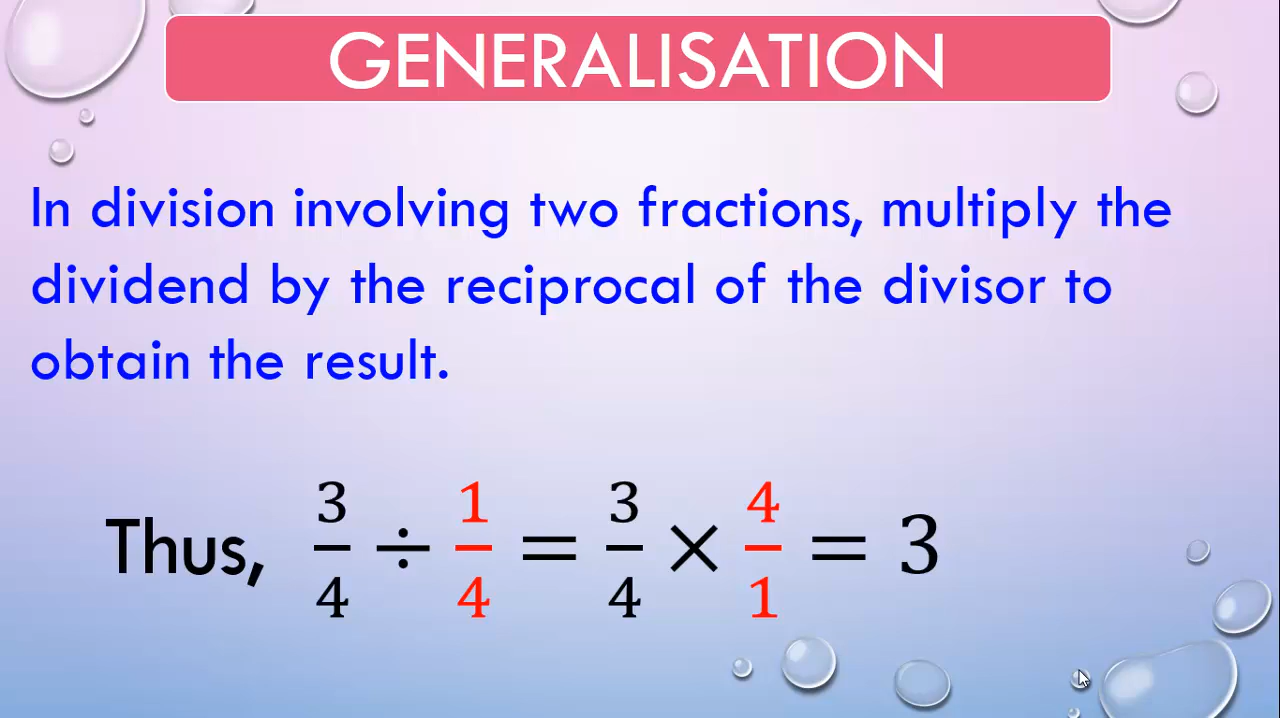 GENERALISATION
In division involving two fractions, multiply the
dividend by the reciprocal of the divisor to
obtain the result.
Thus, 3/4 ÷ 1/4 = 3/4 × 4/1 = 3